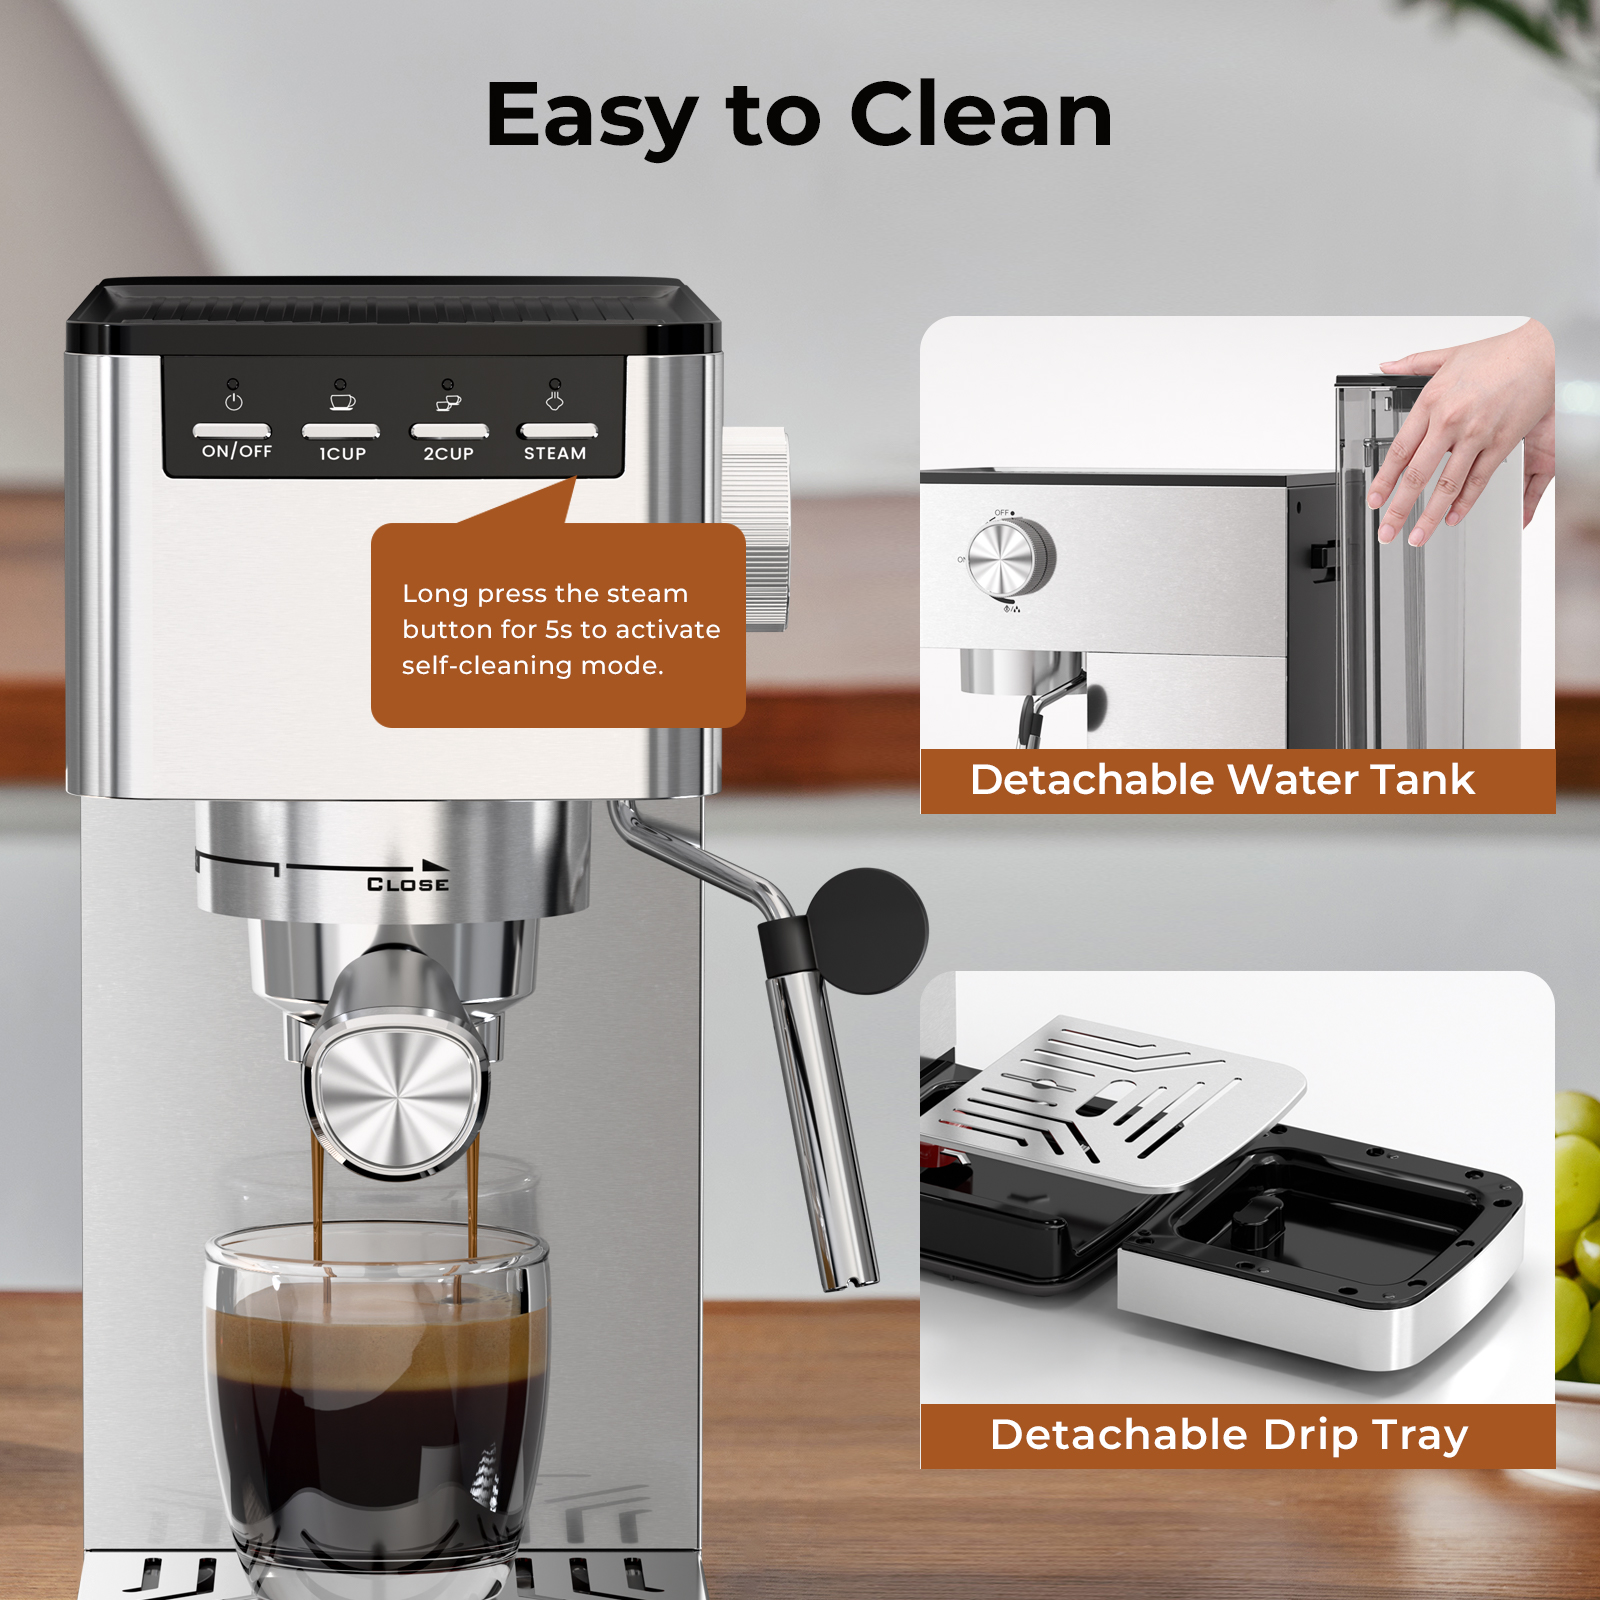 Easy to Clean
ON/OFF
1CUP
2CUP
STEAM
Long press the steam
button for 5s to activate
self-cleaning mode.
CLOSE
OFF
Detachable Water Tank
Detachable Drip Tray